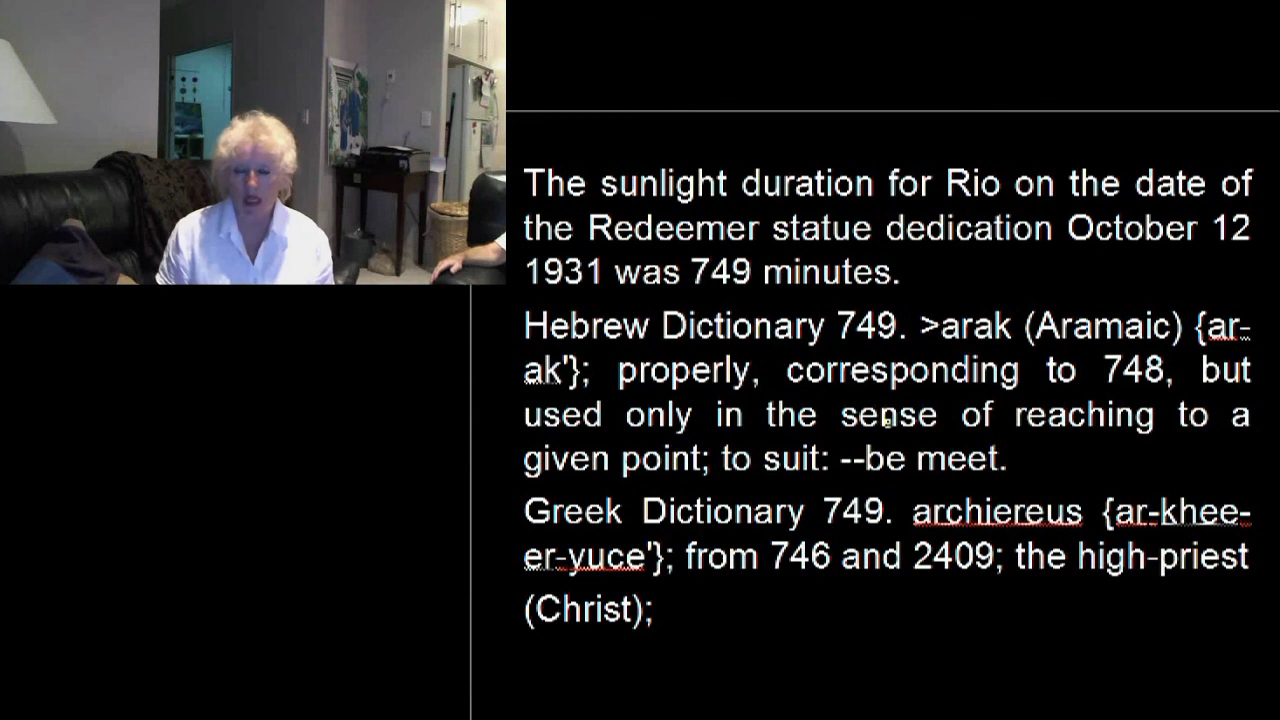 The sunlight duration for Rio on the date of
the Redeemer statue dedication October 12
1931 was 749 minutes.
Hebrew Dictionary 749. >arak (Aramaic) {ar-
ak'}; properly, corresponding to 748, but
used only in the sense of reaching to a
given point; to suit: --be meet.
Greek Dictionary 749. archiereus {ar-khee-
er-yuce'}; from 746 and 2409; the high-priest
(Christ);